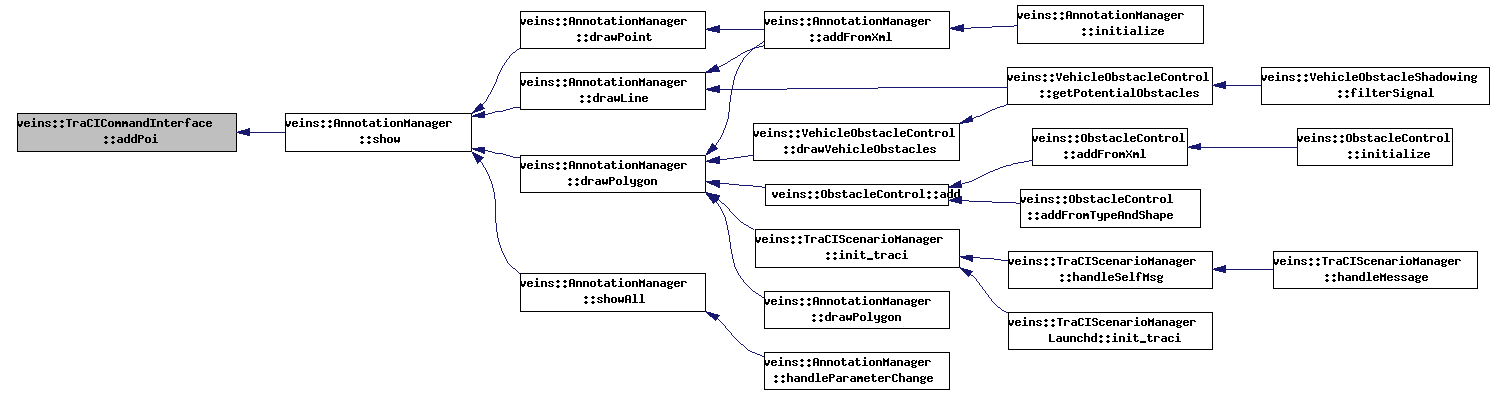 veins::TraCICommandInterface
::addPoi
veins::AnnotationManager
::show
veins::AnnotationManager
::drawPoint
veins::AnnotationManager
::drawLine
veins::AnnotationManager
::drawPolygon
veins::AnnotationManager
::showAll
veins::AnnotationManager
::addFromXml
veins::VehicleObstacleControl
::drawVehicleObstacles
veins::ObstacleControl::add
veins::TraCIScenarioManager
::init_traci
veins::AnnotationManager
::drawPolygon
veins::AnnotationManager
::handleParameterChange
veins::AnnotationManager
::initialize
veins::VehicleObstacleControl
::getPotentialObstacles
veins::ObstacleControl
::addFromXml
veins::ObstacleControl
::addFromTypeAndShape
veins::TraCIScenarioManager
::handleSelfMsg
veins::TraCIScenarioManager
Launchd::init_traci
veins::VehicleObstacleShadowing
::filterSignal
veins::ObstacleControl
::initialize
veins::TraCIScenarioManager
::handleMessage